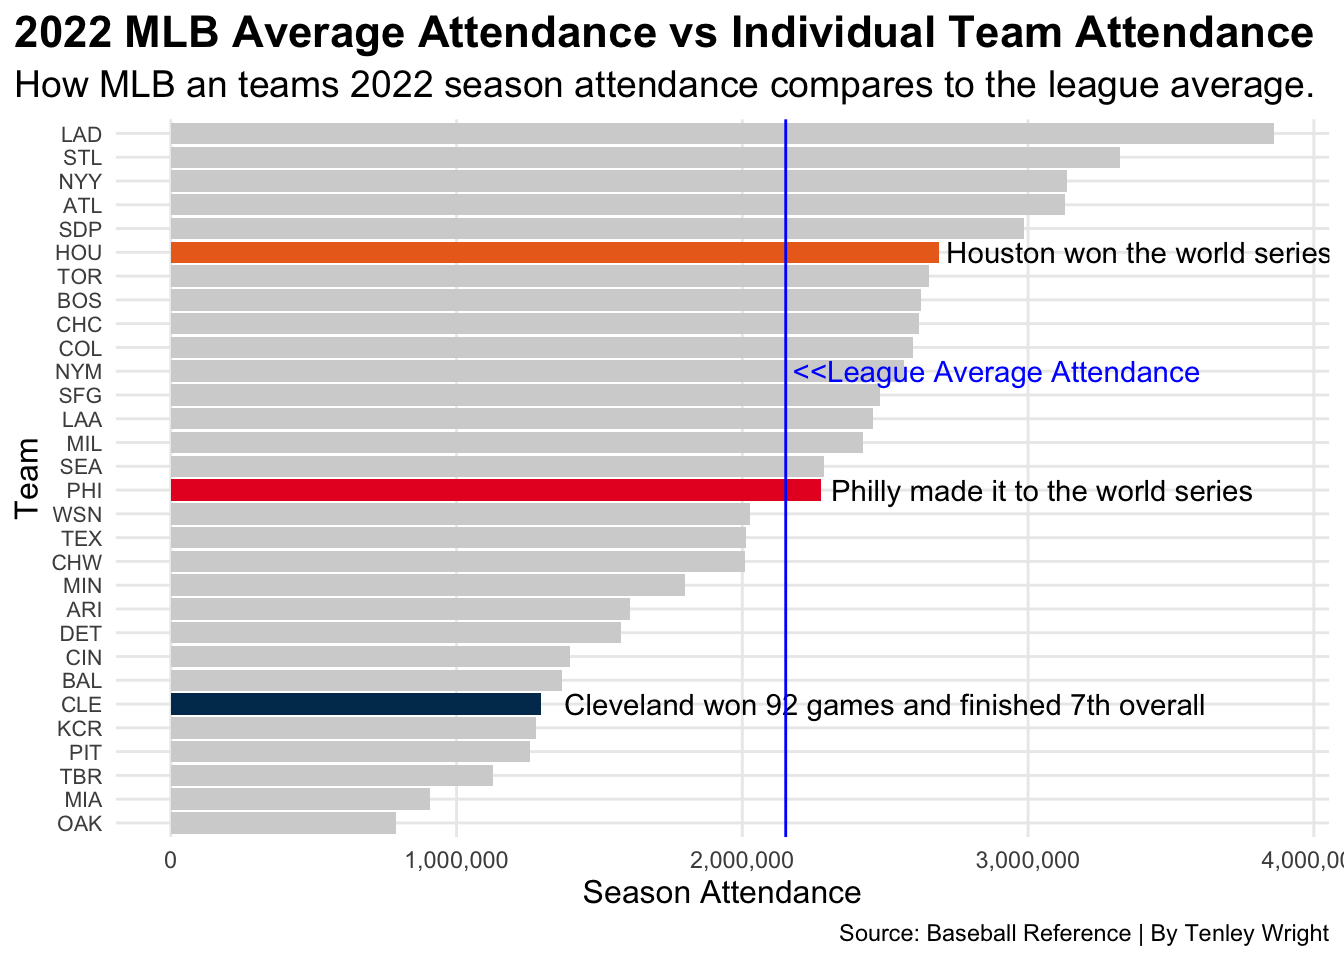 2022 MLB Average Attendance vs Individual Team Attendance
How MLB an teams 2022 season attendance compares to the league average.
LAD
STL
NYY
ATL
SDP
HOU Houston won the world series
TOR
BOS
CHC
COL
NYM <<League Average Attendance
SFG
LAA
MIL
SEA
PHI Philly made it to the world series
WSN
TEX
CHW
MIN
ARI
DET
CIN
BAL
CLE Cleveland won 92 games and finished 7th overall
KCR
PIT
TBR
MIA
OAK
Team
0 1,000,000 2,000,000 3,000,000 4,000,0
Season Attendance
Source: Baseball Reference | By Tenley Wright